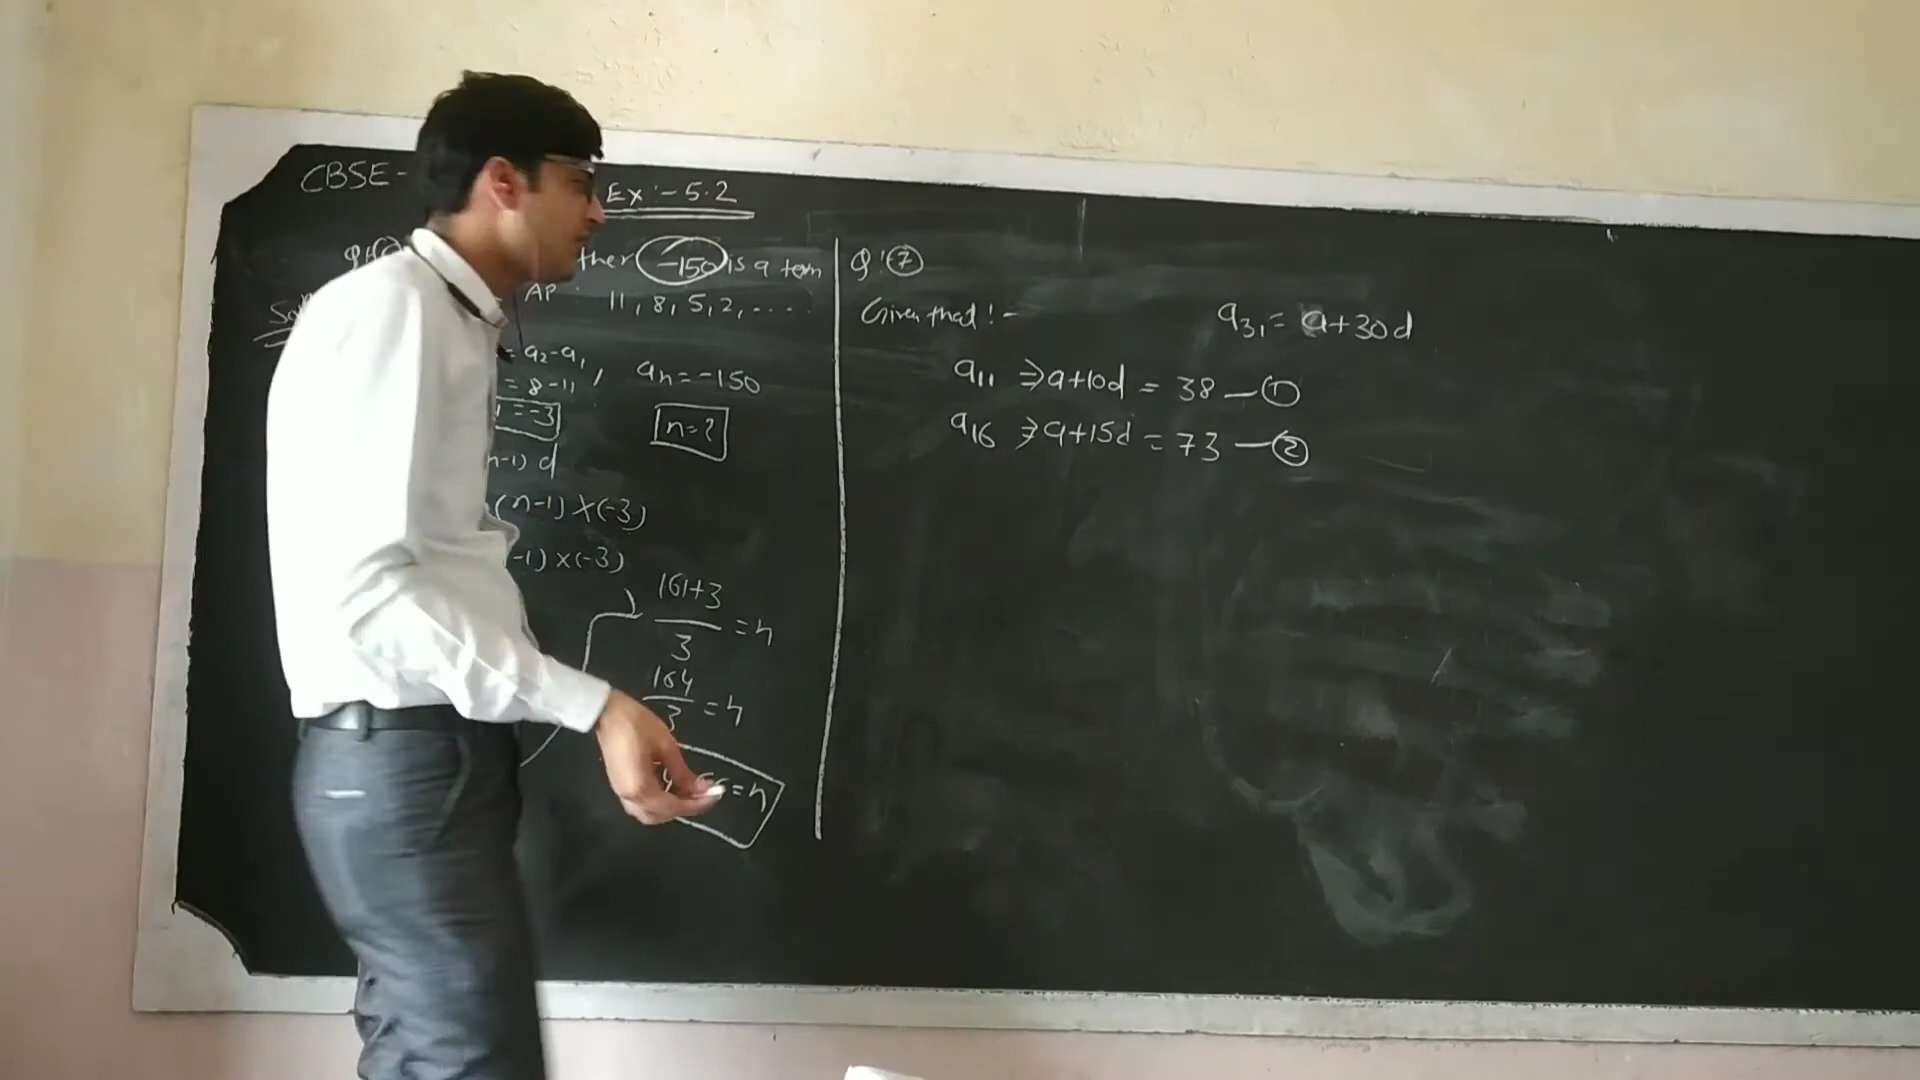 CBSE-
Ex:- 5.2
-150 is a term
AP: 11, 8, 5, 2, ....
= a₂-a₁, aₙ = -150
= 8-11
= -3
n=?
n-1) d
(n-1) X(-3)
-1) X(-3)
161+3
3
=n
164
3
=n
=n
Q:⑦
Given that :-
a₃₁ = a+30d
a₁₁ ⇒ a+10d = 38 —①
a₁₆ ⇒ a+15d = 73 —②